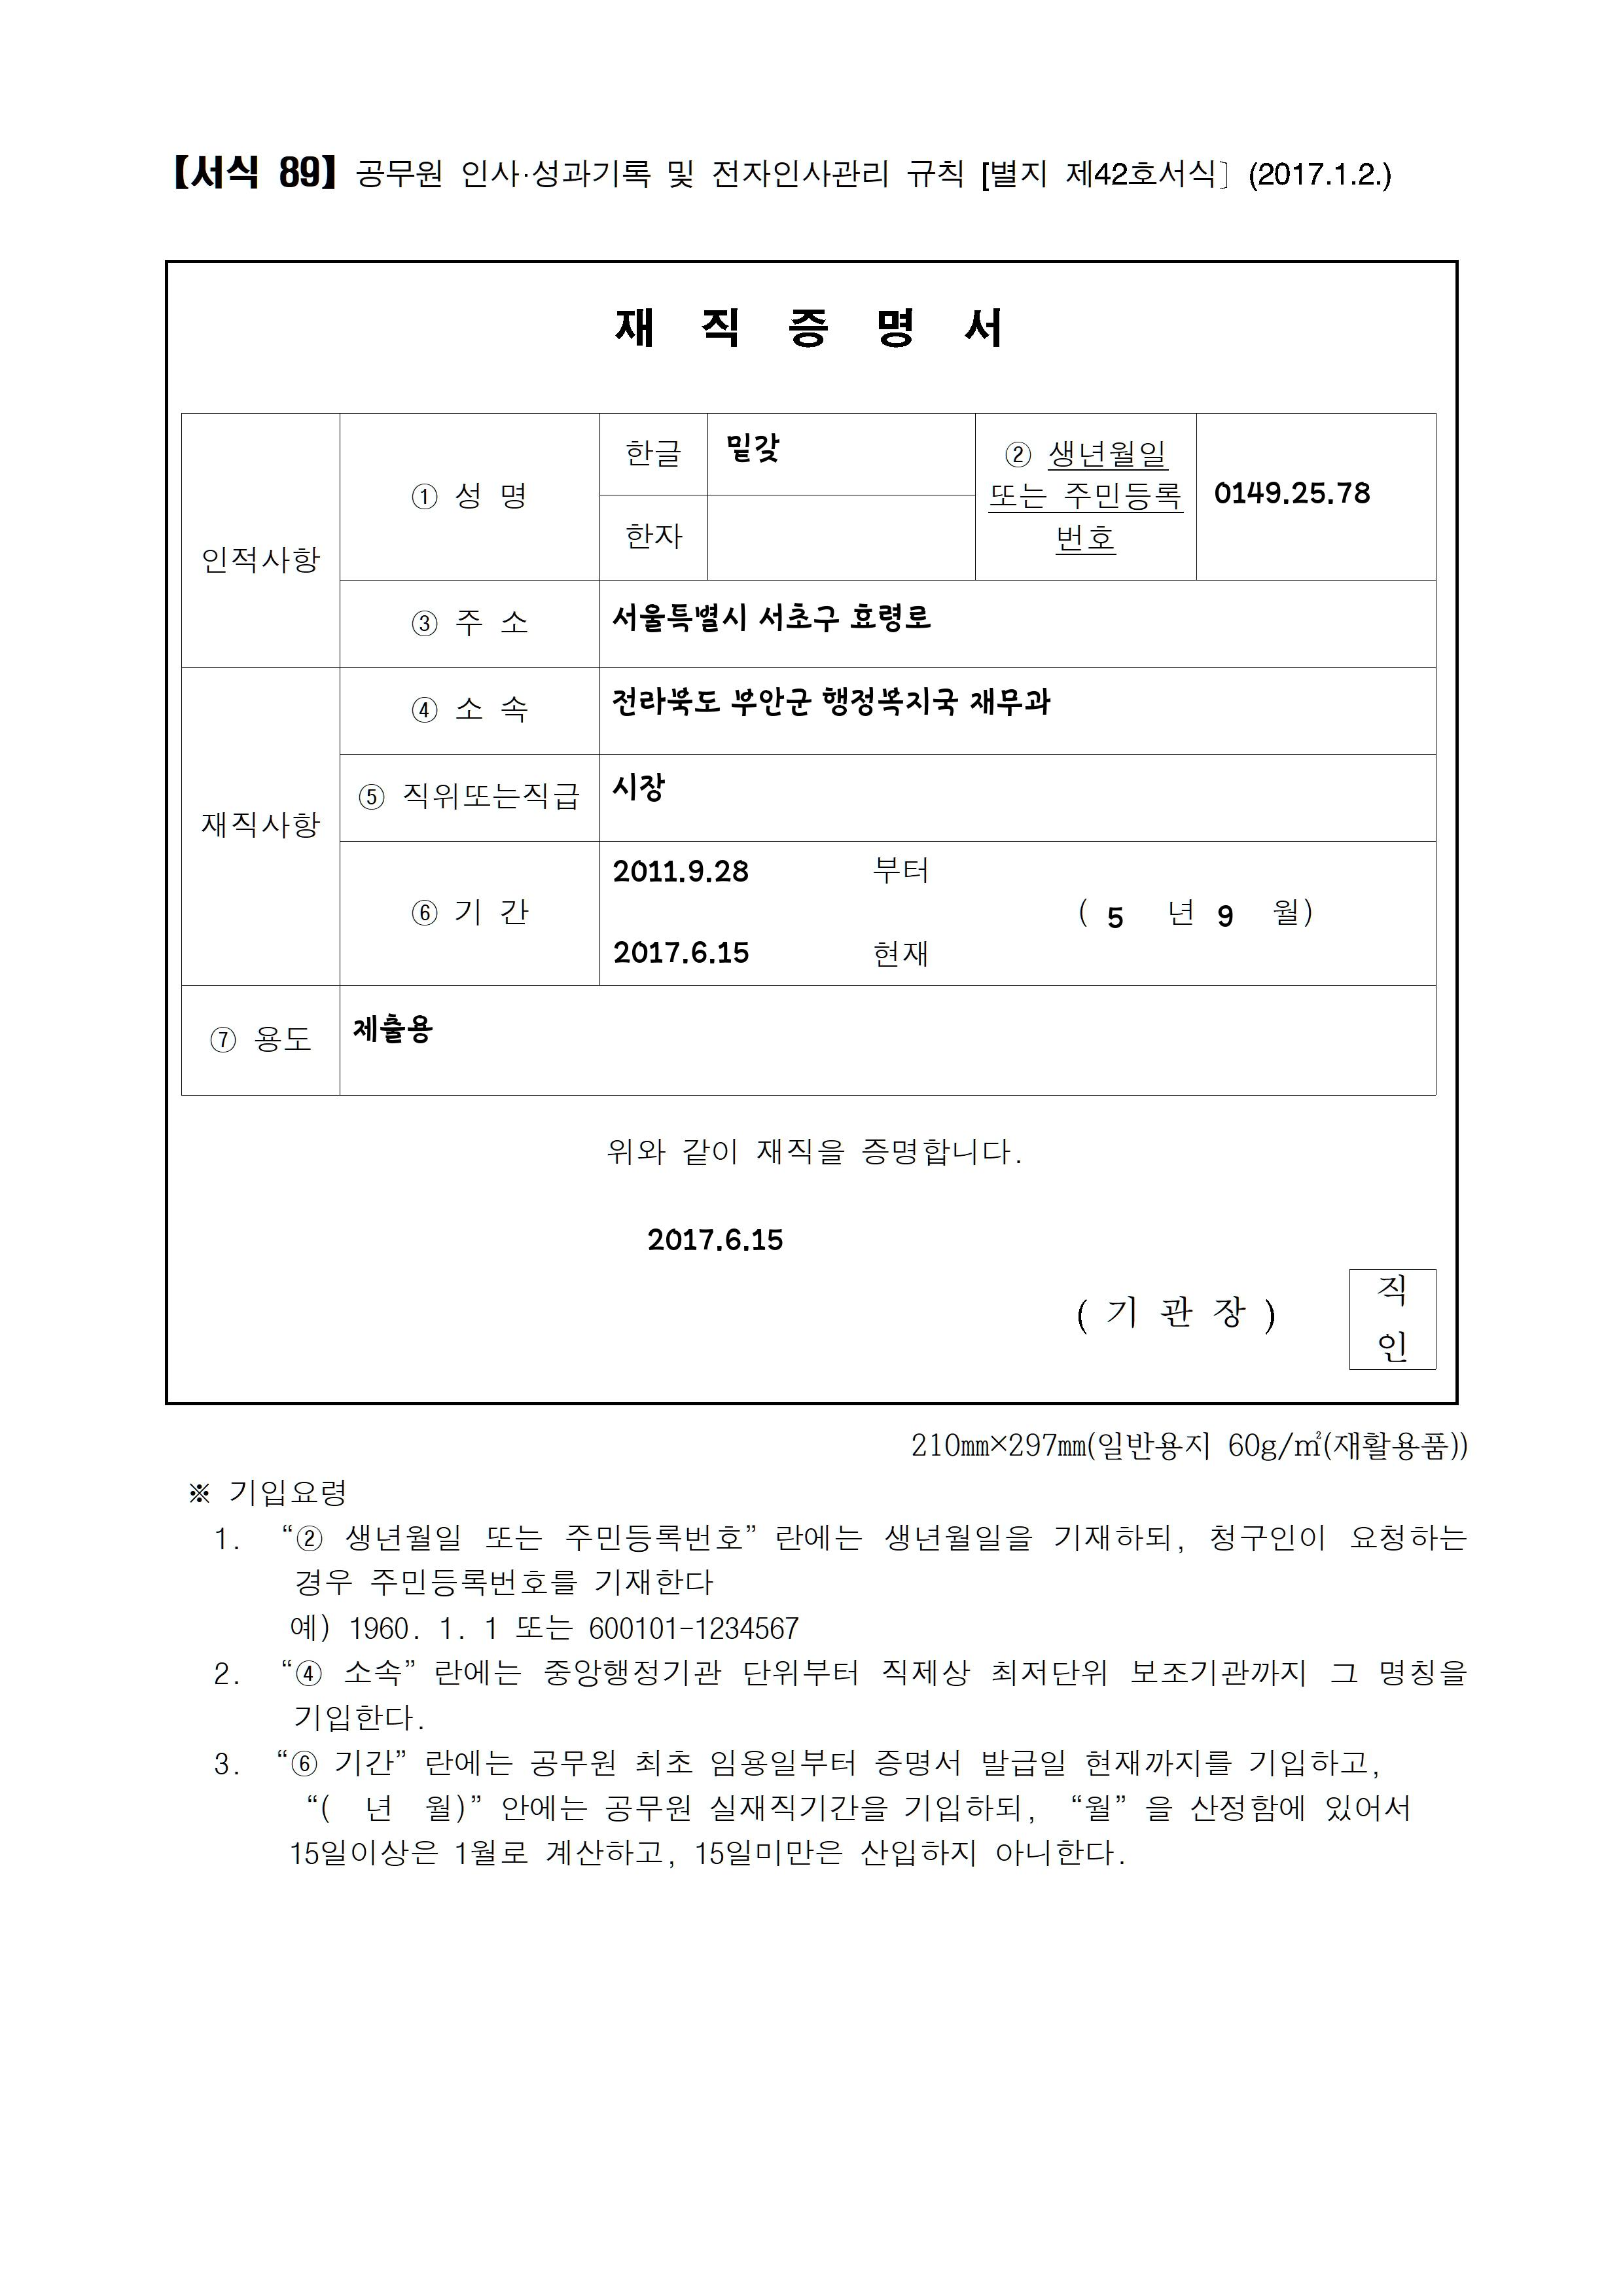 【서식 89】 공무원 인사·성과기록 및 전자인사관리 규칙 [별지 제42호서식〕 (2017.1.2.)
재 직 증 명 서
인적사항
① 성 명
한글
밑갖
한자
② 생년월일
또는 주민등록
번호
0149.25.78
③ 주 소
서울특별시 서초구 효령로
재직사항
④ 소 속
전라북도 부안군 행정복지국 재무과
⑤ 직위또는직급
시장
⑥ 기 간
2011.9.28 부터
( 5 년 9 월)
2017.6.15 현재
⑦ 용도
제출용
위와 같이 재직을 증명합니다.
2017.6.15
( 기 관 장 )
직
인
210㎜×297㎜(일반용지 60g/㎡(재활용품))
※ 기입요령
1. “② 생년월일 또는 주민등록번호” 란에는 생년월일을 기재하되, 청구인이 요청하는
경우 주민등록번호를 기재한다
예) 1960. 1. 1 또는 600101-1234567
2. “④ 소속” 란에는 중앙행정기관 단위부터 직제상 최저단위 보조기관까지 그 명칭을
기입한다.
3. “⑥ 기간” 란에는 공무원 최초 임용일부터 증명서 발급일 현재까지를 기입하고,
“( 년 월)” 안에는 공무원 실재직기간을 기입하되, “월” 을 산정함에 있어서
15일이상은 1월로 계산하고, 15일미만은 산입하지 아니한다.